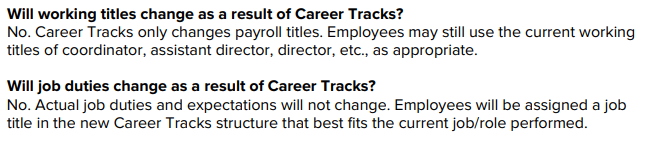 Will working titles change as a result of Career Tracks?
No. Career Tracks only changes payroll titles. Employees may still use the current working
titles of coordinator, assistant director, director, etc., as appropriate.
Will job duties change as a result of Career Tracks?
No. Actual job duties and expectations will not change. Employees will be assigned a job
title in the new Career Tracks structure that best fits the current job/role performed.